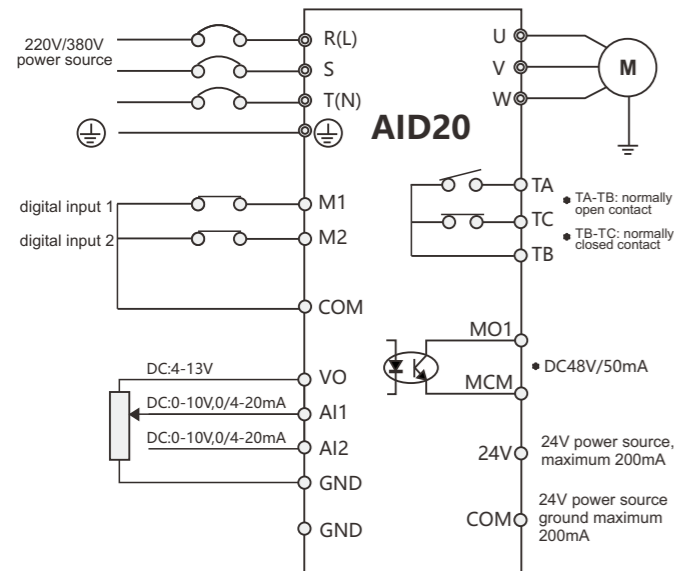 220V/380V
power source
R(L)
S
T(N)
AID20
U
V
W
M
digital input 1
digital input 2
M1
M2
COM
TA
TC
TB
TA-TB: normally
open contact
TB-TC: normally
closed contact
MO1
MCM
DC48V/50mA
DC:4-13V
VO
DC:0-10V,0/4-20mA
AI1
DC:0-10V,0/4-20mA
AI2
GND
GND
24V
24V power source,
maximum 200mA
COM
24V power source
ground maximum
200mA